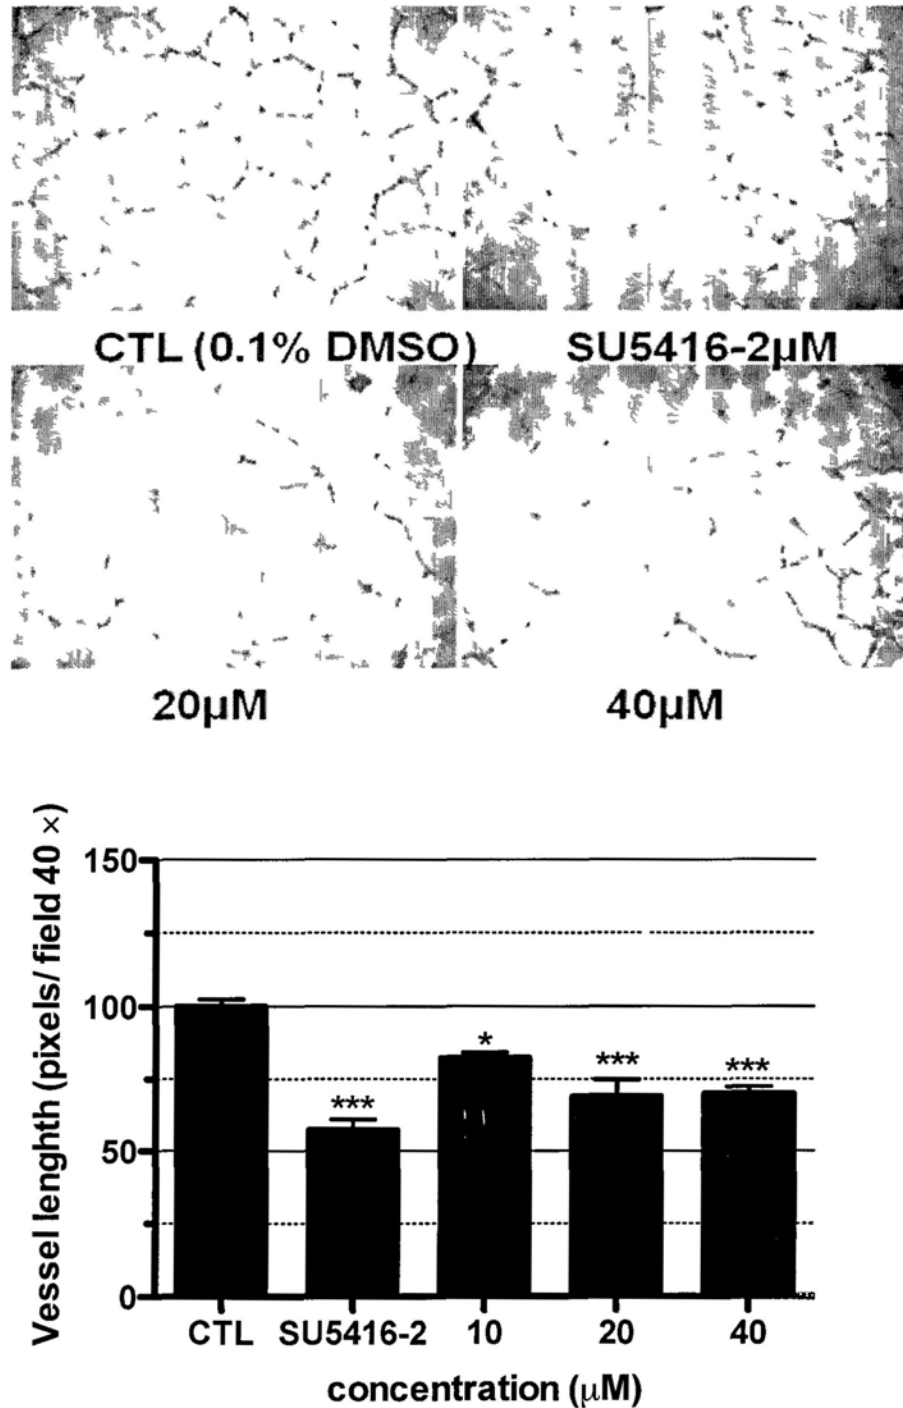 CTL (0.1% DMSO) SU5416-2μM
20μM 40μM
Vessel lenghth (pixels/ field 40 ×)
150
100
50
0
*
***
***
***
CTL SU5416-2 10 20 40
concentration (μM)